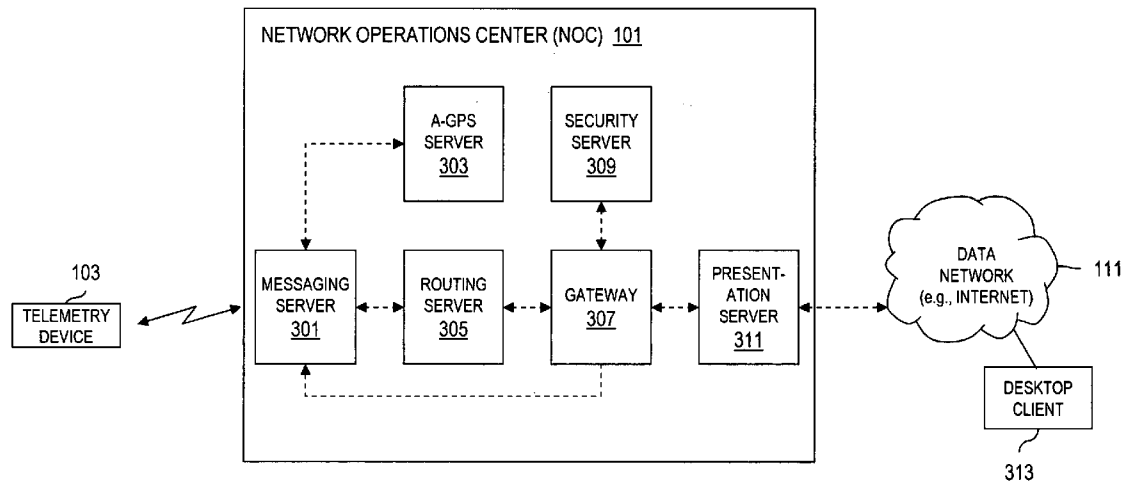 NETWORK OPERATIONS CENTER (NOC) 101
A-GPS
SERVER
303
SECURITY
SERVER
309
MESSAGING
SERVER
301
ROUTING
SERVER
305
GATEWAY
307
PRESENT-
ATION
SERVER
311
103
TELEMETRY
DEVICE
DATA
NETWORK
(e.g., INTERNET)
111
DESKTOP
CLIENT
313